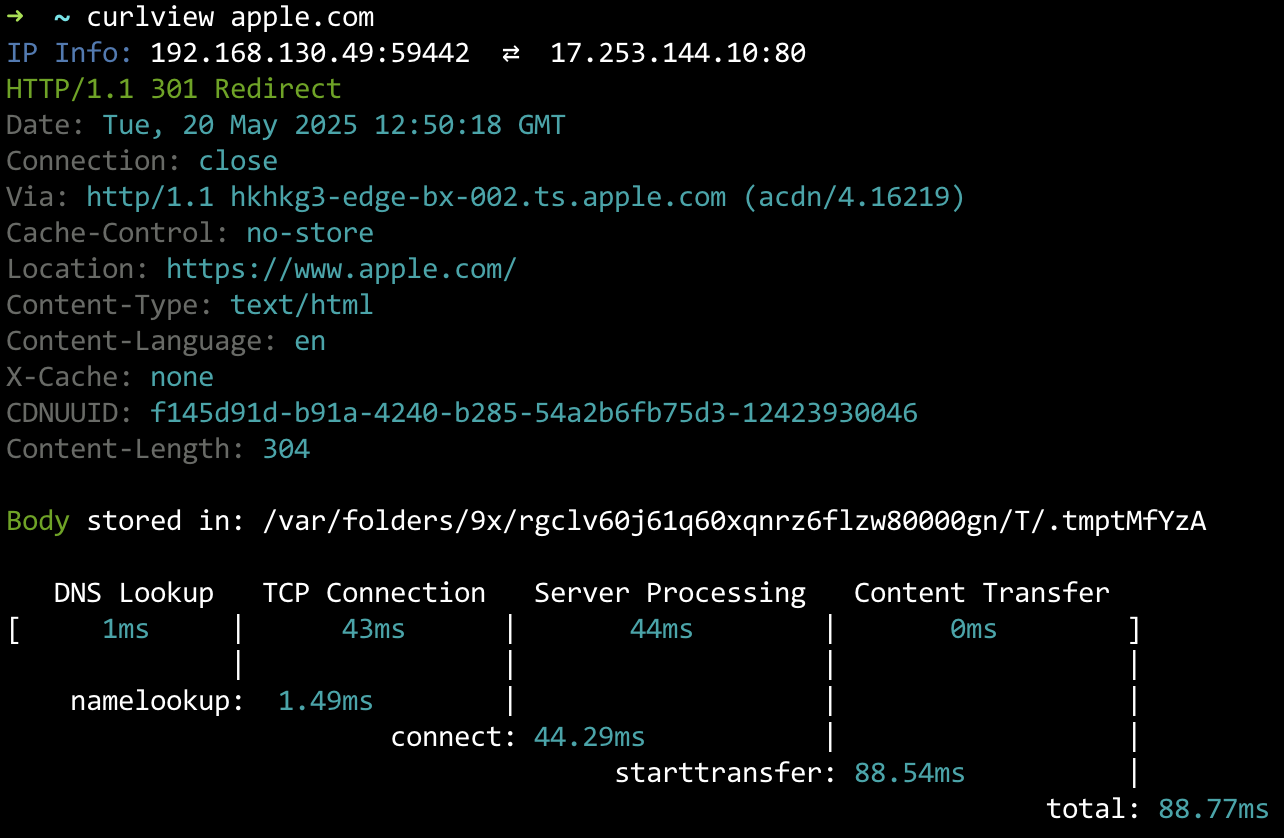 ➜  ~ curlview apple.com
IP Info: 192.168.130.49:59442  ⇄  17.253.144.10:80
HTTP/1.1 301 Redirect
Date: Tue, 20 May 2025 12:50:18 GMT
Connection: close
Via: http/1.1 hkhkg3-edge-bx-002.ts.apple.com (acdn/4.16219)
Cache-Control: no-store
Location: https://www.apple.com/
Content-Type: text/html
Content-Language: en
X-Cache: none
CDNUUID: f145d91d-b91a-4240-b285-54a2b6fb75d3-12423930046
Content-Length: 304

Body stored in: /var/folders/9x/rgclv60j61q60xqnrz6flzw80000gn/T/.tmptMfYzA

   DNS Lookup   TCP Connection   Server Processing   Content Transfer
[     1ms     |      43ms      |       44ms        |       0ms        ]
              |                |                   |                  |
    namelookup:  1.49ms        |                   |                  |
                        connect: 44.29ms           |                  |
                                      starttransfer: 88.54ms          |
                                                                 total: 88.77ms